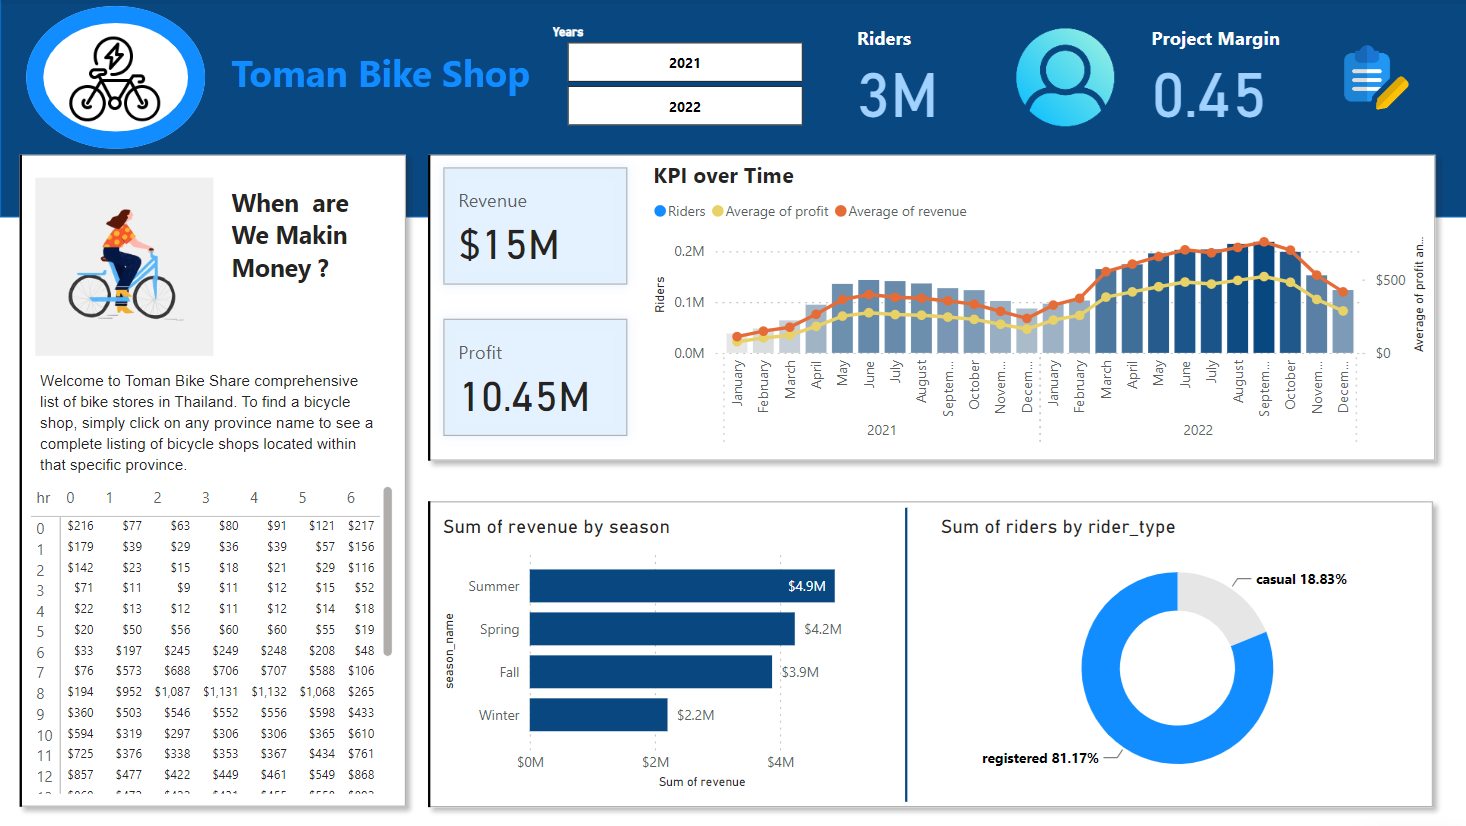 Toman Bike Shop
Years
2021
2022
Riders
3M
Project Margin
0.45
When  are
We Makin
Money ?
Welcome to Toman Bike Share comprehensive
list of bike stores in Thailand. To find a bicycle
shop, simply click on any province name to see a
complete listing of bicycle shops located within
that specific province.
hr 0 1 2 3 4 5 6
0 $216 $77 $63 $80 $91 $121 $217
1 $179 $39 $29 $36 $39 $57 $156
2 $142 $23 $15 $18 $21 $29 $116
3 $71 $11 $9 $11 $12 $15 $52
4 $22 $13 $12 $11 $12 $14 $18
5 $20 $50 $56 $60 $60 $55 $19
6 $33 $197 $245 $249 $248 $208 $48
7 $76 $573 $688 $706 $707 $588 $106
8 $194 $952 $1,087 $1,131 $1,132 $1,068 $265
9 $360 $503 $546 $552 $556 $598 $433
10 $594 $319 $297 $306 $306 $365 $610
11 $725 $376 $338 $353 $367 $434 $761
12 $857 $477 $422 $449 $461 $549 $868
Revenue
$15M
Profit
10.45M
KPI over Time
Riders Average of profit Average of revenue
Riders
0.2M
0.1M
0.0M
$500
$0
Average of profit an...
January
February
March
April
May
June
July
August
Septem...
October
Novem...
Decem...
January
February
March
April
May
June
July
August
Septem...
October
Novem...
Decem...
2021
2022
Sum of revenue by season
season_name
Summer $4.9M
Spring $4.2M
Fall $3.9M
Winter $2.2M
$0M $2M $4M
Sum of revenue
Sum of riders by rider_type
casual 18.83%
registered 81.17%